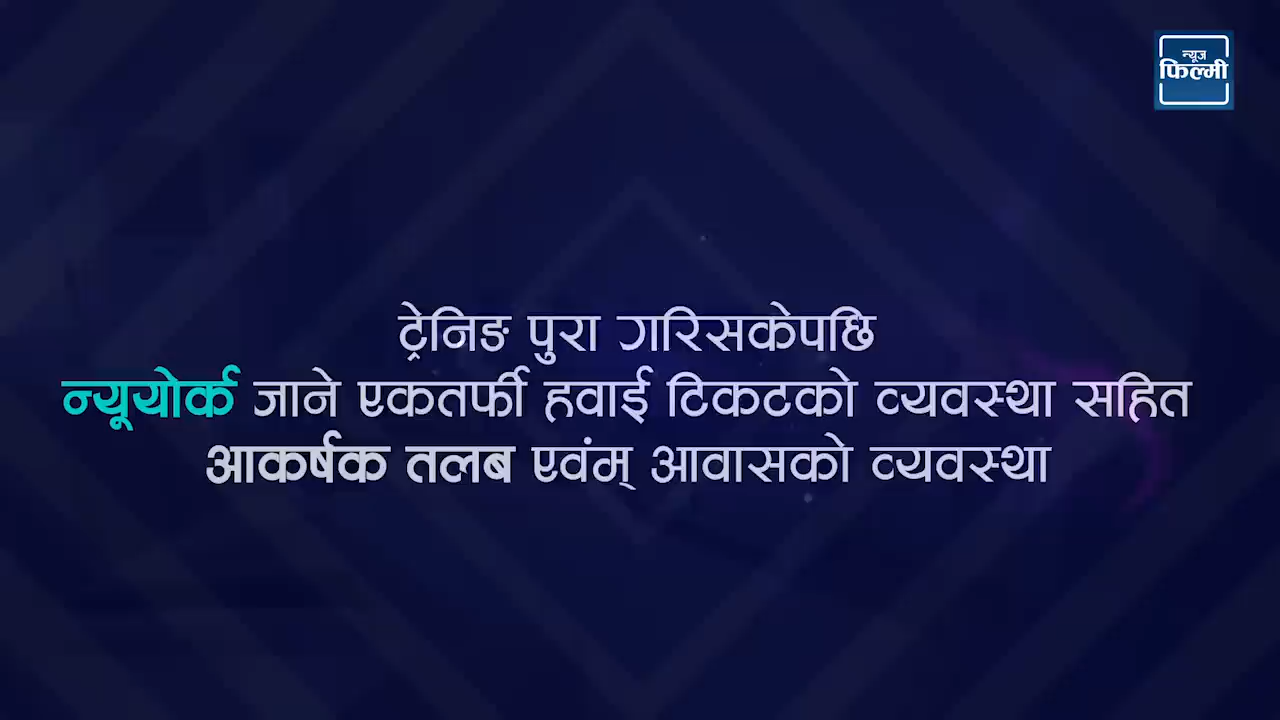 न्यूज
फिल्मी
ट्रेनिङ पुरा गरिसकेपछि
न्यूयोर्क जाने एकतर्फी हवाई टिकटको व्यवस्था सहित
आकर्षक तलब एवंम् आवासको व्यवस्था